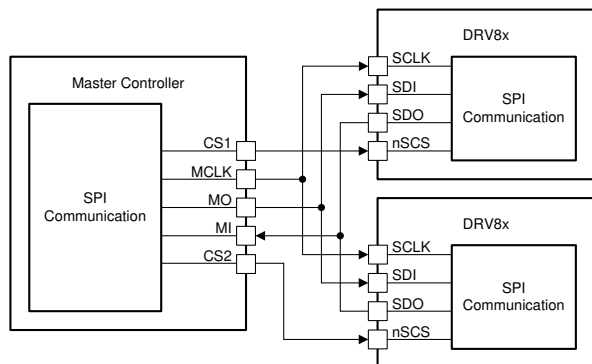 Master Controller
SPI
Communication
CS1
MCLK
MO
MI
CS2
DRV8x
SCLK
SDI
SDO
nSCS
SPI
Communication
DRV8x
SCLK
SDI
SDO
nSCS
SPI
Communication